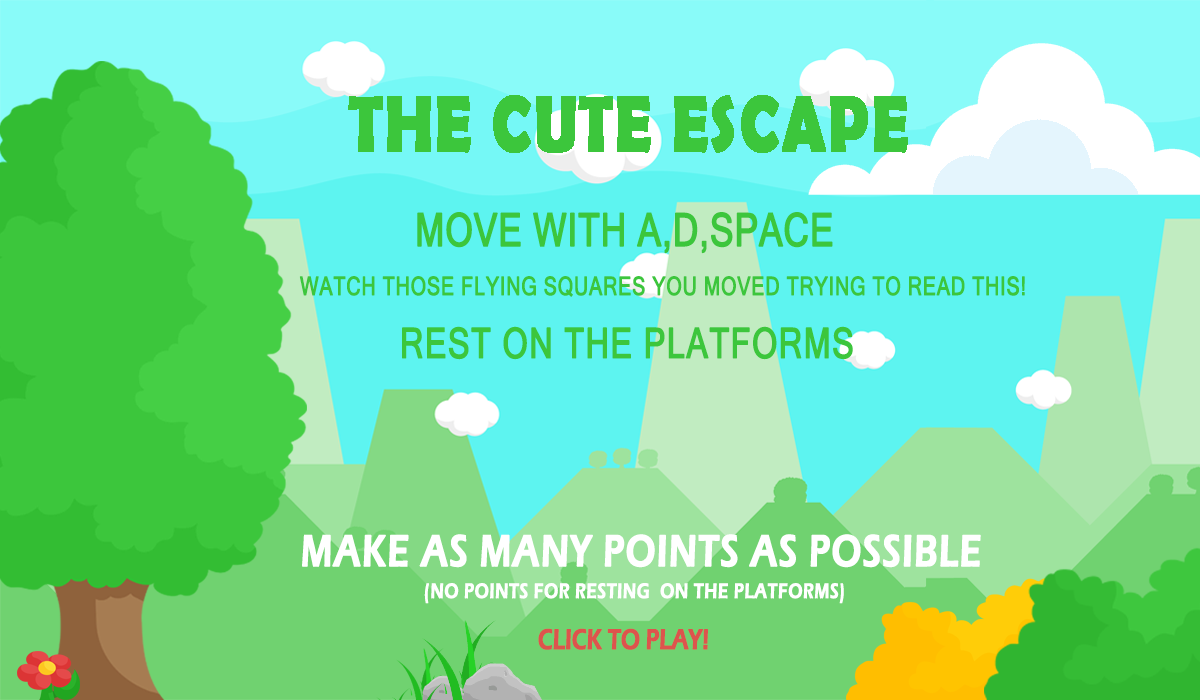 THE CUTE ESCAPE
MOVE WITH A,D,SPACE
WATCH THOSE FLYING SQUARES YOU MOVED TRYING TO READ THIS!
REST ON THE PLATFORMS
MAKE AS MANY POINTS AS POSSIBLE
(NO POINTS FOR RESTING ON THE PLATFORMS)
CLICK TO PLAY!